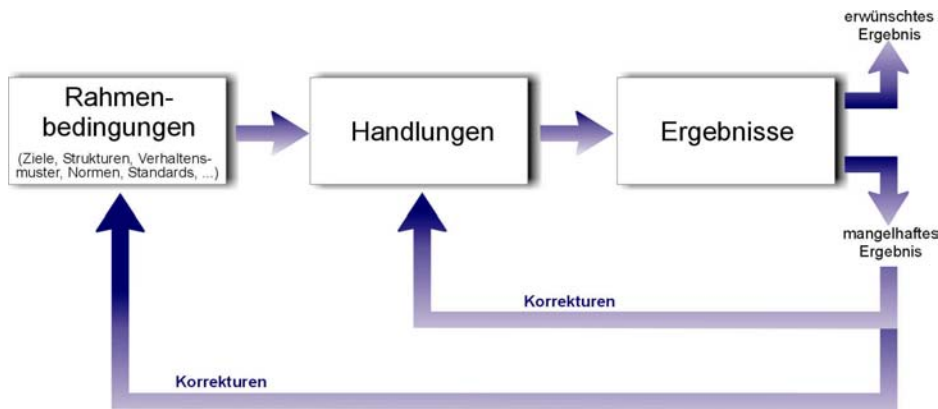 erwünschtes
Ergebnis
Rahmen-
bedingungen
(Ziele, Strukturen, Verhaltens-
muster, Normen, Standards, ...)
Handlungen
Ergebnisse
mangelhaftes
Ergebnis
Korrekturen
Korrekturen